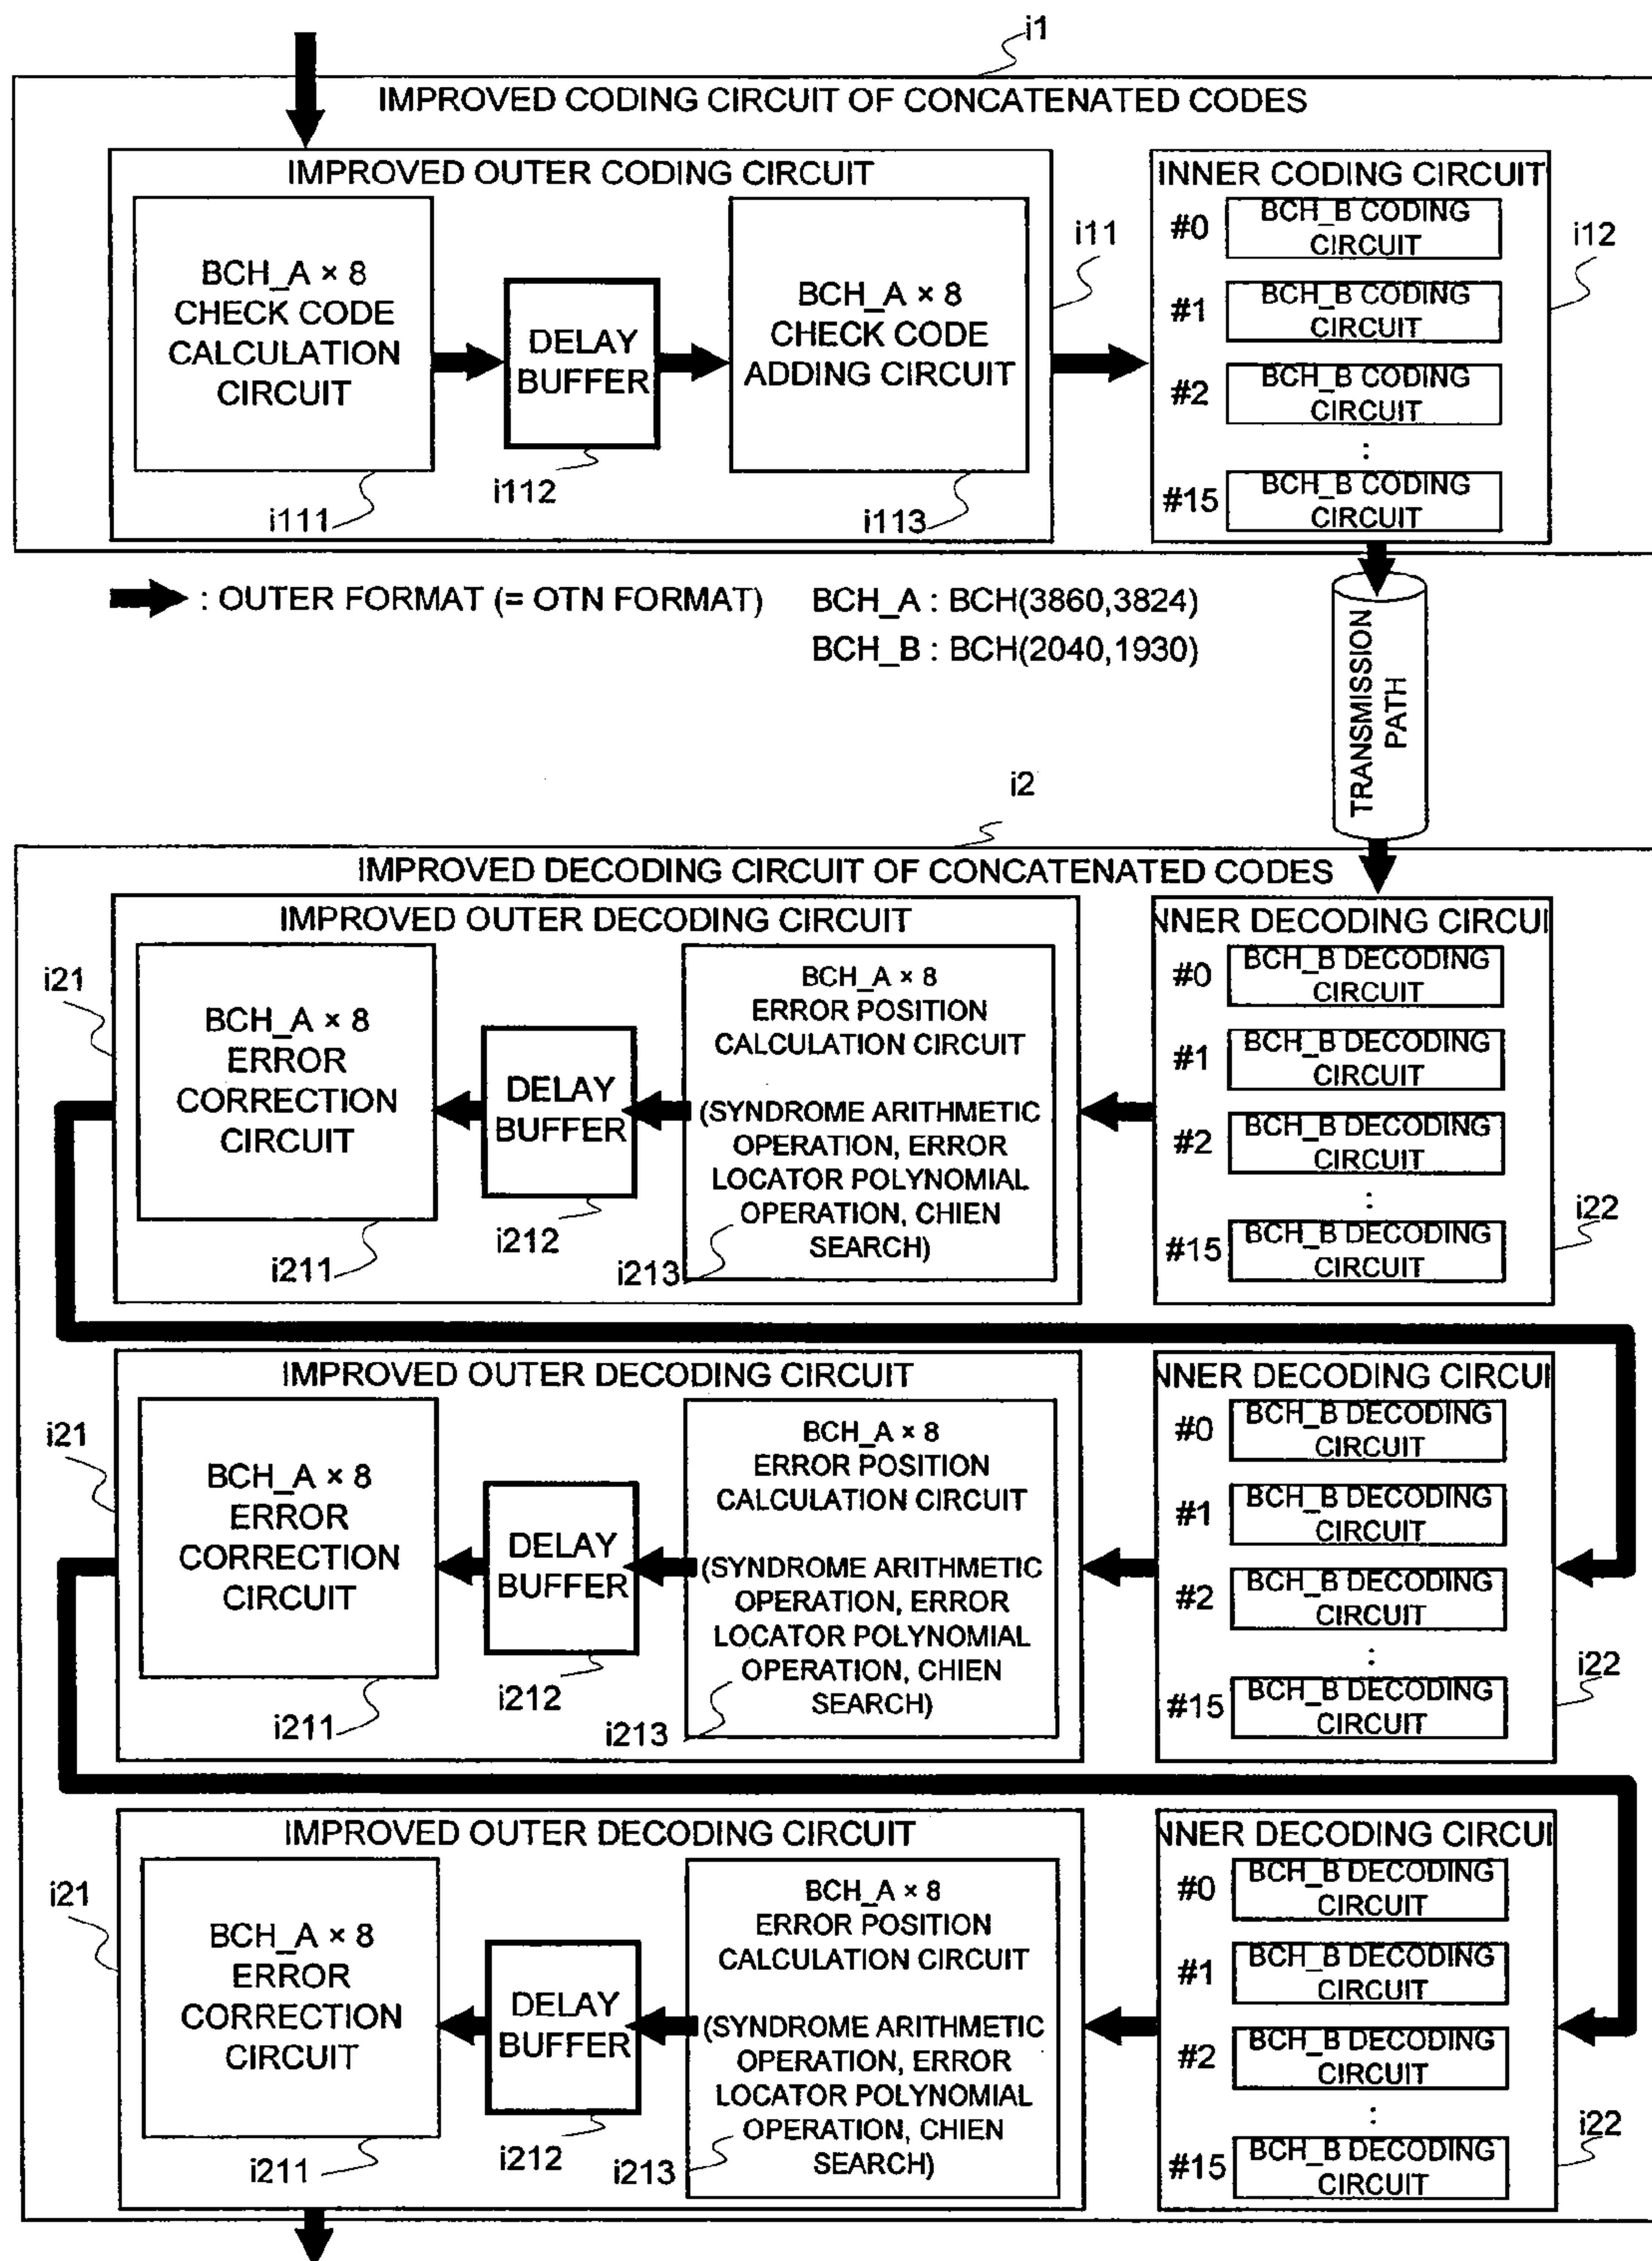 i1
IMPROVED CODING CIRCUIT OF CONCATENATED CODES
IMPROVED OUTER CODING CIRCUIT
BCH_A × 8
CHECK CODE
CALCULATION
CIRCUIT
i111
DELAY
BUFFER
i112
BCH_A × 8
CHECK CODE
ADDING CIRCUIT
i113
i11
INNER CODING CIRCUIT
#0
BCH_B CODING
CIRCUIT
#1
BCH_B CODING
CIRCUIT
#2
BCH_B CODING
CIRCUIT
:
#15
BCH_B CODING
CIRCUIT
i12
: OUTER FORMAT (= OTN FORMAT)
BCH_A : BCH(3860,3824)
BCH_B : BCH(2040,1930)
TRANSMISSION
PATH
i2
IMPROVED DECODING CIRCUIT OF CONCATENATED CODES
IMPROVED OUTER DECODING CIRCUIT
i21
BCH_A × 8
ERROR
CORRECTION
CIRCUIT
i211
DELAY
BUFFER
i212
BCH_A × 8
ERROR POSITION
CALCULATION CIRCUIT
(SYNDROME ARITHMETIC
OPERATION, ERROR
LOCATOR POLYNOMIAL
OPERATION, CHIEN
SEARCH)
i213
NNER DECODING CIRCUI
#0
BCH_B DECODING
CIRCUIT
#1
BCH_B DECODING
CIRCUIT
#2
BCH_B DECODING
CIRCUIT
:
#15
BCH_B DECODING
CIRCUIT
i22
IMPROVED OUTER DECODING CIRCUIT
i21
BCH_A × 8
ERROR
CORRECTION
CIRCUIT
i211
DELAY
BUFFER
i212
BCH_A × 8
ERROR POSITION
CALCULATION CIRCUIT
(SYNDROME ARITHMETIC
OPERATION, ERROR
LOCATOR POLYNOMIAL
OPERATION, CHIEN
SEARCH)
i213
NNER DECODING CIRCUI
#0
BCH_B DECODING
CIRCUIT
#1
BCH_B DECODING
CIRCUIT
#2
BCH_B DECODING
CIRCUIT
:
#15
BCH_B DECODING
CIRCUIT
i22
IMPROVED OUTER DECODING CIRCUIT
i21
BCH_A × 8
ERROR
CORRECTION
CIRCUIT
i211
DELAY
BUFFER
i212
BCH_A × 8
ERROR POSITION
CALCULATION CIRCUIT
(SYNDROME ARITHMETIC
OPERATION, ERROR
LOCATOR POLYNOMIAL
OPERATION, CHIEN
SEARCH)
i213
NNER DECODING CIRCUI
#0
BCH_B DECODING
CIRCUIT
#1
BCH_B DECODING
CIRCUIT
#2
BCH_B DECODING
CIRCUIT
:
#15
BCH_B DECODING
CIRCUIT
i22